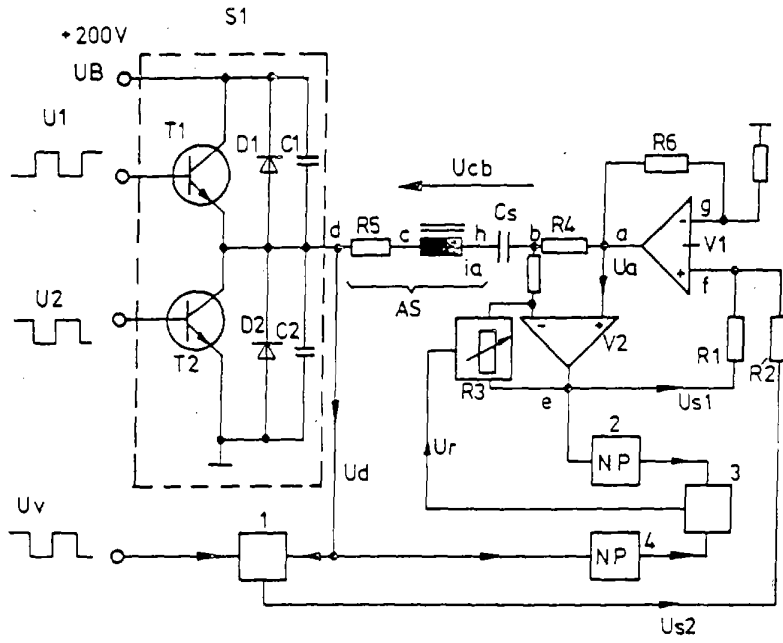 S1
+200V
UB
U1
T1
D1
C1
R6
Ucb
g
V1
Cs
d
R5
c
h
b
R4
a
ia
Ua
f
U2
AS
D2
C2
T2
V2
R1
R2
R3
e
Us1
2
Ur
NP
3
Ud
Uv
1
NP
4
Us2